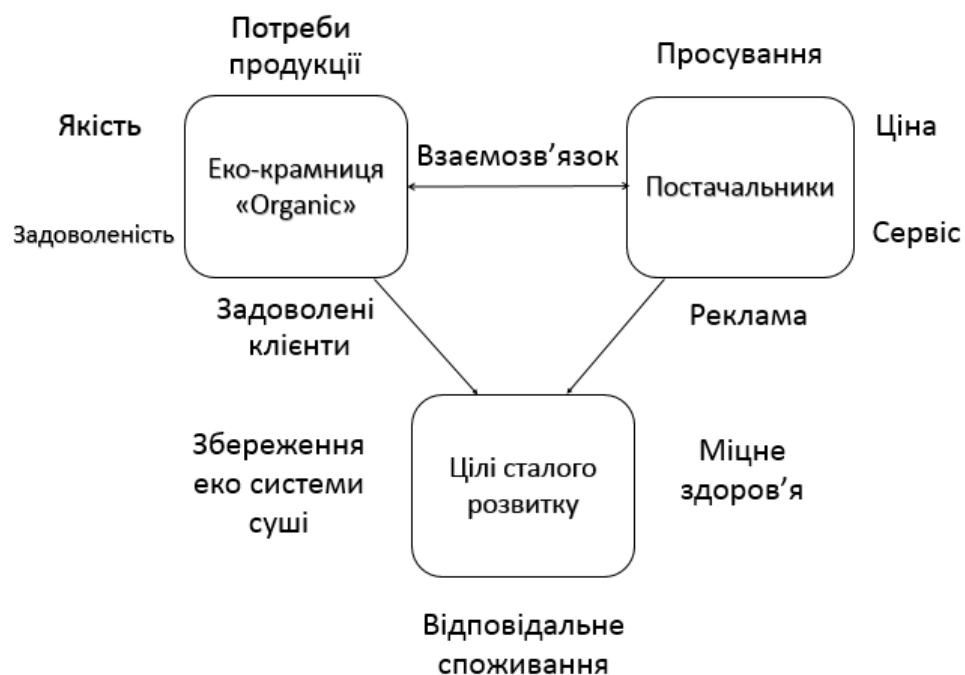 Потреби
продукції
Просування
Якість
Еко-крамниця
«Organic»
Взаємозв’язок
Постачальники
Ціна
Задоволеність
Сервіс
Задоволені
клієнти
Реклама
Збереження
еко системи
суші
Цілі сталого
розвитку
Міцне
здоров’я
Відповідальне
споживання